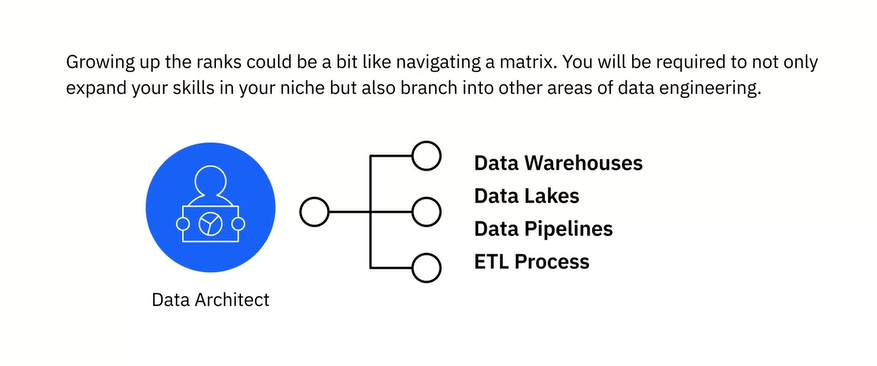 Growing up the ranks could be a bit like navigating a matrix. You will be required to not only
expand your skills in your niche but also branch into other areas of data engineering.
Data Warehouses
Data Lakes
Data Pipelines
ETL Process
Data Architect